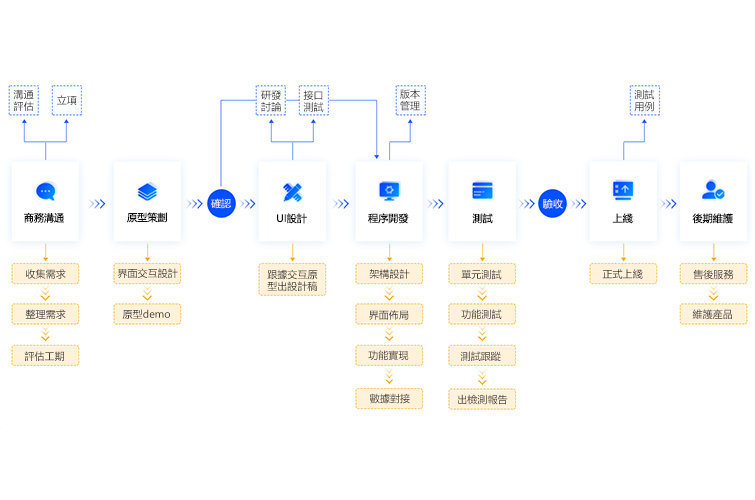 溝通
評估
立項
研發
討論
接口
測試
版本
管理
測試
用例
商務溝通
原型策劃
確認
UI設計
程序開發
測試
驗收
上綫
後期維護
收集需求
界面交互設計
跟據交互原
型出設計稿
架構設計
單元測試
正式上綫
售後服務
整理需求
原型demo
界面佈局
功能測試
維護產品
評估工期
功能實現
測試跟蹤
數據對接
出檢測報告